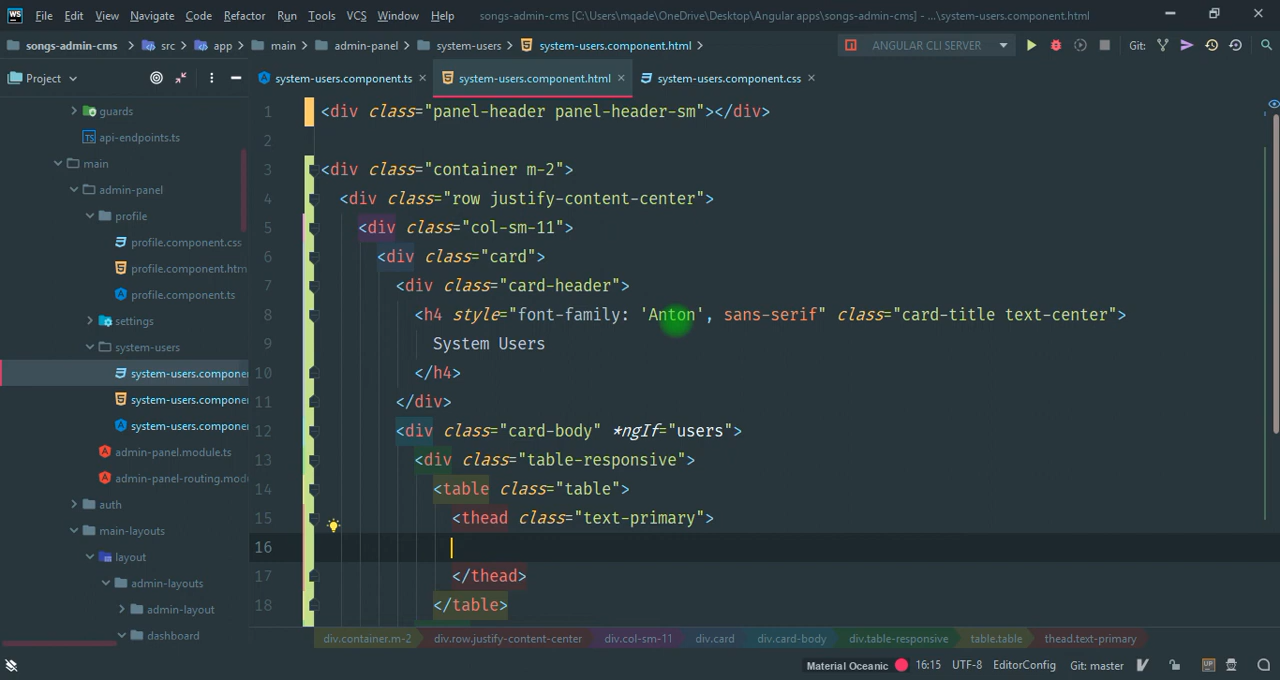 WS File Edit View Navigate Code Refactor Run Tools VCS Window Help songs-admin-cms [C:\Users\mqade\OneDrive\Desktop\Angular apps\songs-admin-cms] - ...\system-users.component.html
songs-admin-cms src app main admin-panel system-users system-users.component.html ANGULAR CLI SERVER Git:
Project system-users.component.ts system-users.component.html system-users.component.css
guards
api-endpoints.ts
main
admin-panel
profile
profile.component.css
profile.component.htm
profile.component.ts
settings
system-users
system-users.compone
system-users.compone
system-users.compone
admin-panel.module.ts
admin-panel-routing.mod
auth
main-layouts
layout
admin-layouts
admin-layout
dashboard
1 <div class="panel-header panel-header-sm"></div>
2
3 <div class="container m-2">
4 <div class="row justify-content-center">
5 <div class="col-sm-11">
6 <div class="card">
7 <div class="card-header">
8 <h4 style="font-family: 'Anton', sans-serif" class="card-title text-center">
9 System Users
10 </h4>
11 </div>
12 <div class="card-body" *ngIf="users">
13 <div class="table-responsive">
14 <table class="table">
15 <thead class="text-primary">
16
17 </thead>
18 </table>
div.container.m-2 div.row.justify-content-center div.col-sm-11 div.card div.card-body div.table-responsive table.table thead.text-primary
Material Oceanic 16:15 UTF-8 EditorConfig Git: master UP